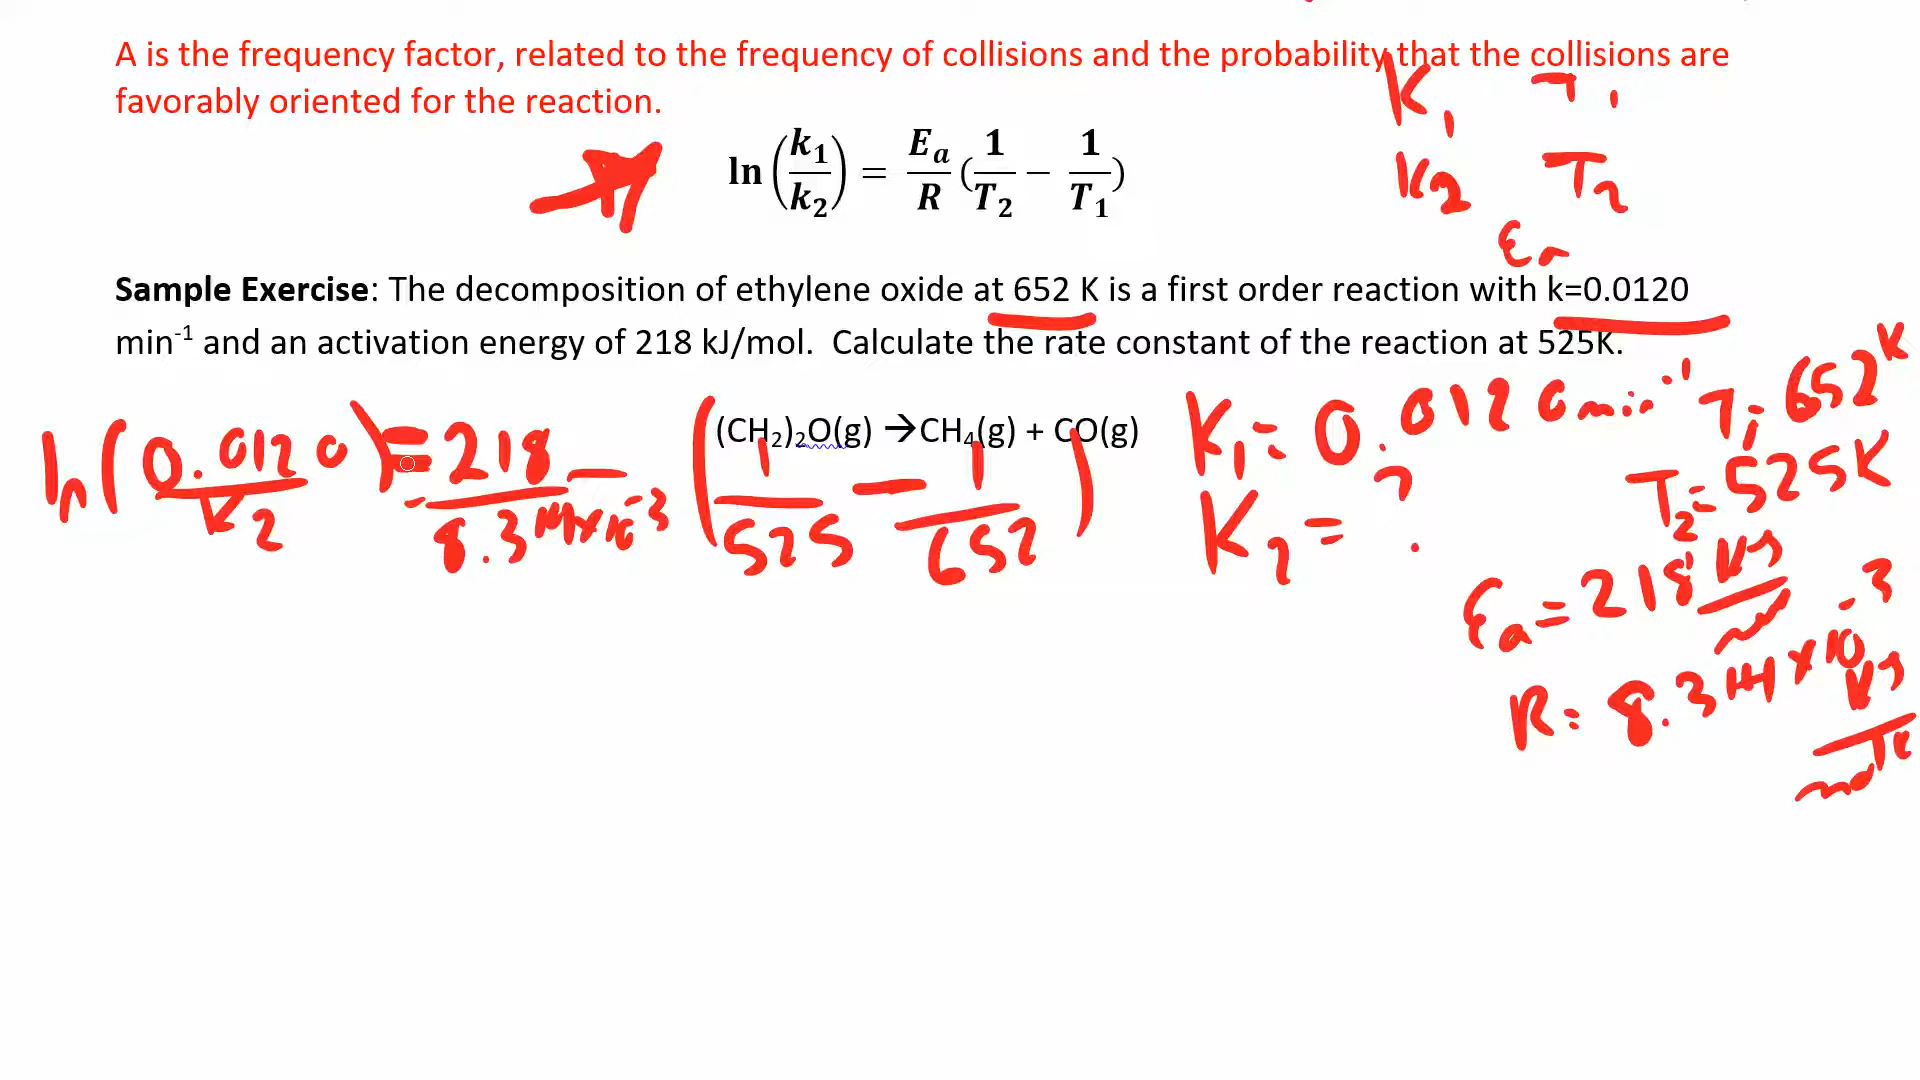 A is the frequency factor, related to the frequency of collisions and the probability that the collisions are
favorably oriented for the reaction.
K1 T1
K2 T2
Ea
ln(k1/k2) = Ea/R (1/T2 − 1/T1)
Sample Exercise: The decomposition of ethylene oxide at 652 K is a first order reaction with k=0.0120
min-1 and an activation energy of 218 kJ/mol. Calculate the rate constant of the reaction at 525K.
(CH2)2O(g) →CH4(g) + CO(g)
ln(0.0120/K2) = 218/8.314x10-3 (1/525 − 1/652)
K1 = 0.0120 min-1 T1 = 652 K
K2 = ? T2 = 525K
Ea = 218 KJ/mol
R = 8.314 x 10-3 KJ/mol K